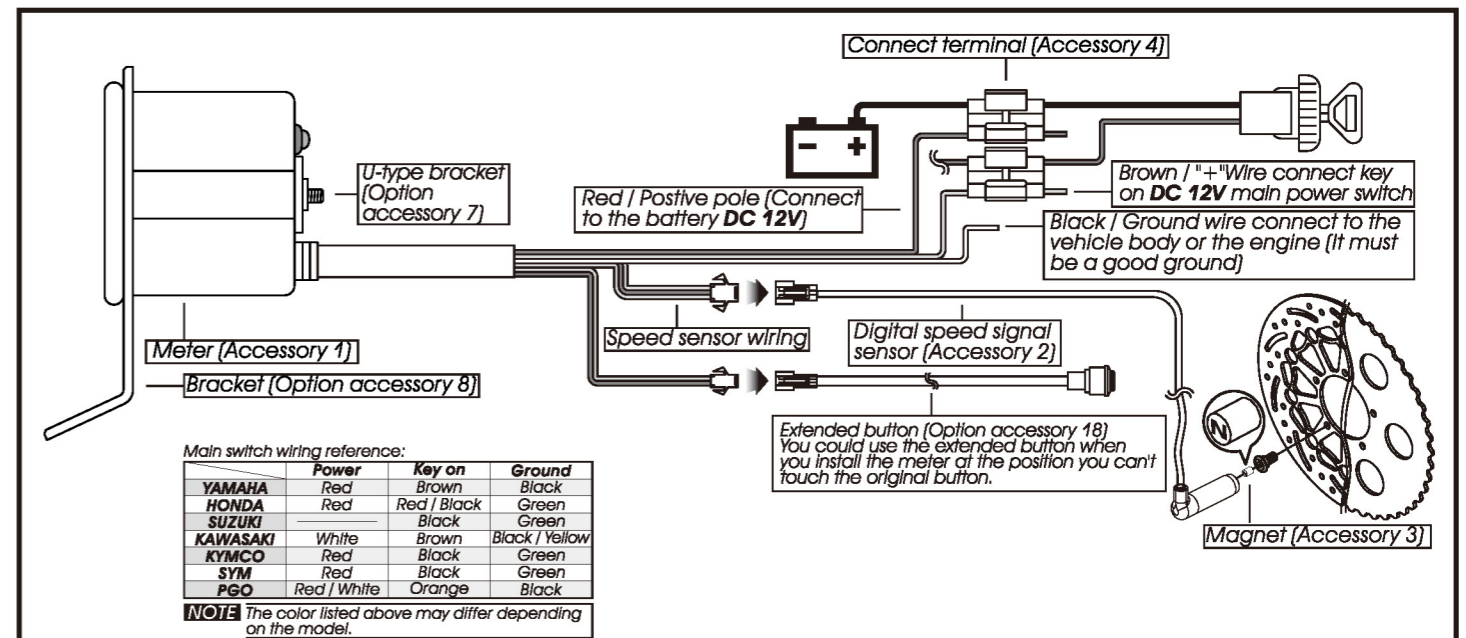 Connect terminal (Accessory 4)
- +
U-type bracket
(Option
accessory 7)
Red / Postive pole (Connect
to the battery DC 12V)
Brown / "+"Wire connect key
on DC 12V main power switch
Black / Ground wire connect to the
vehicle body or the engine (It must
be a good ground)
Meter (Accessory 1)
Speed sensor wiring
Digital speed signal
sensor (Accessory 2)
Bracket (Option accessory 8)
Extended button (Option accessory 18)
You could use the extended button when
you install the meter at the position you can't
touch the original button.
N
Magnet (Accessory 3)
Main switch wiring reference:
Power Key on Ground
YAMAHA Red Brown Black
HONDA Red Red / Black Green
SUZUKI ——— Black Green
KAWASAKI White Brown Black / Yellow
KYMCO Red Black Green
SYM Red Black Green
PGO Red / White Orange Black
NOTE The color listed above may differ depending
on the model.